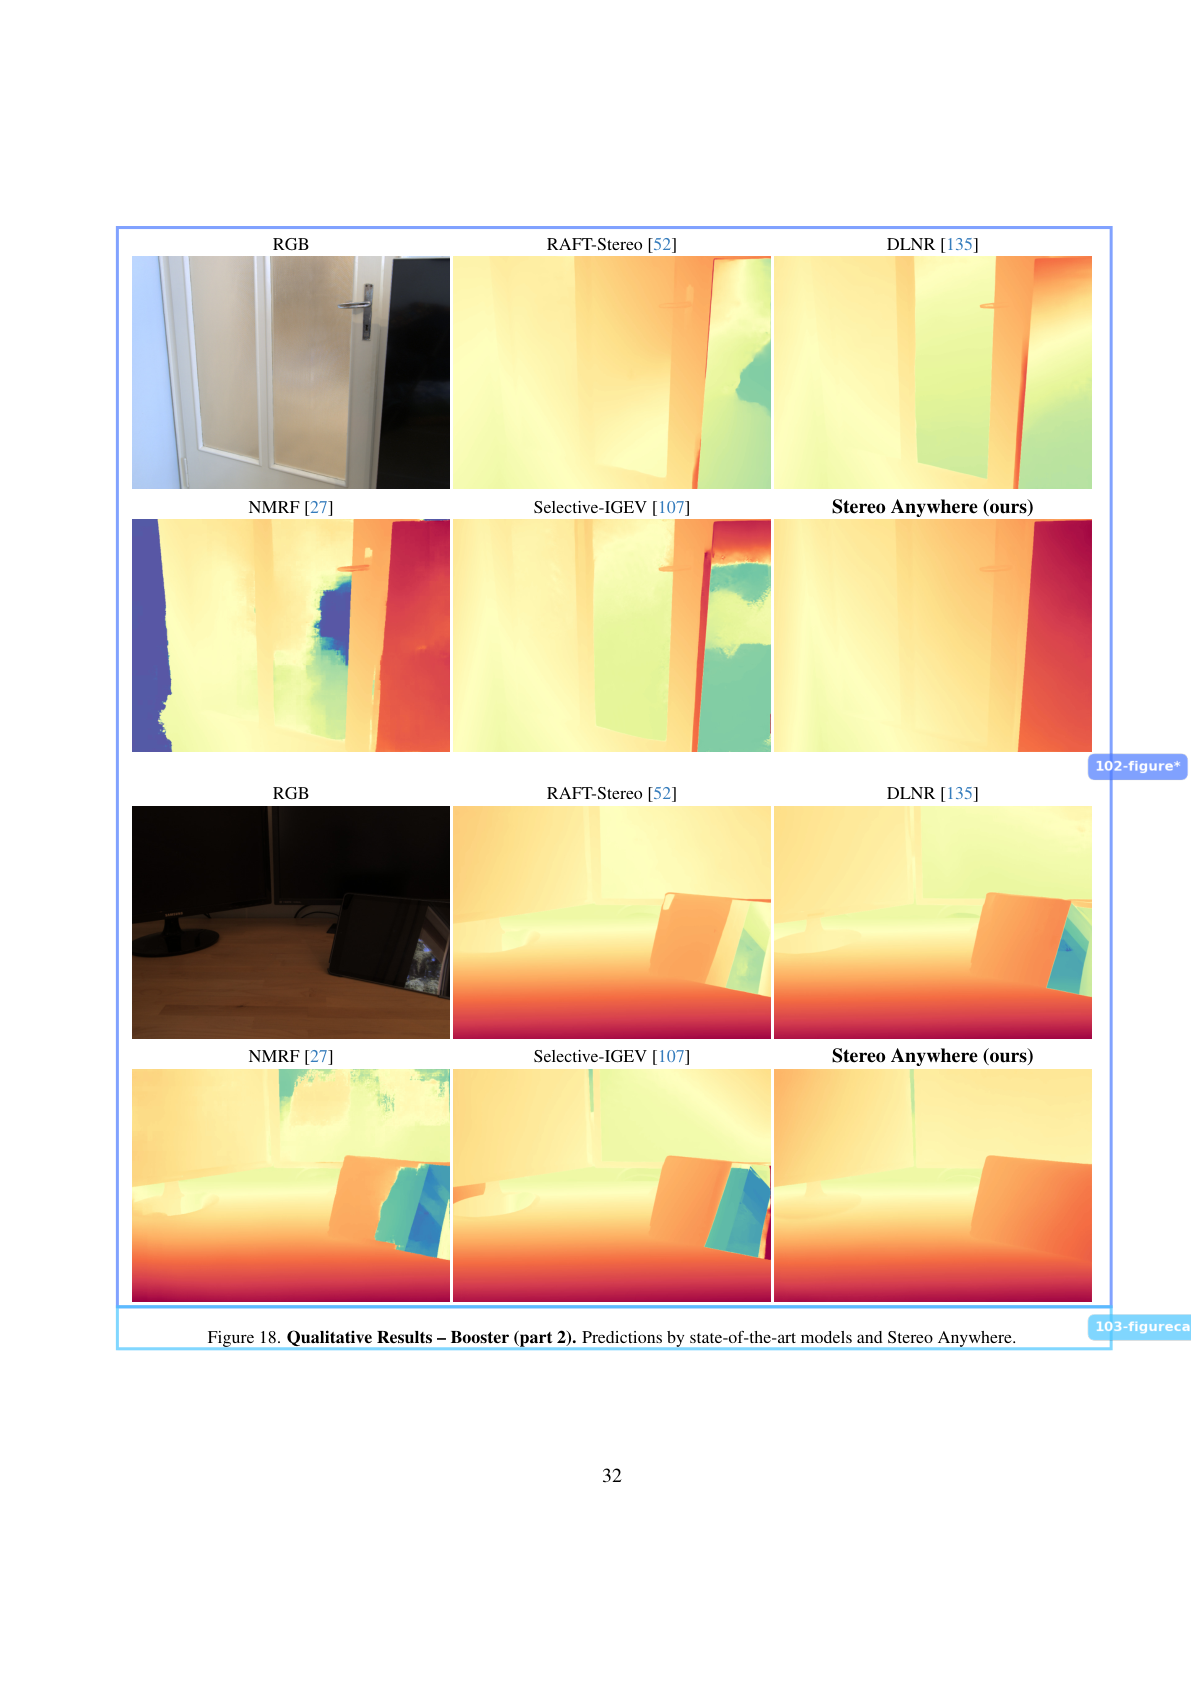 RGB
RAFT-Stereo [52]
DLNR [135]
NMRF [27]
Selective-IGEV [107]
Stereo Anywhere (ours)
102-figure*
RGB
RAFT-Stereo [52]
DLNR [135]
SAMSUNG
NMRF [27]
Selective-IGEV [107]
Stereo Anywhere (ours)
Figure 18. Qualitative Results – Booster (part 2). Predictions by state-of-the-art models and Stereo Anywhere.
103-figureca
32